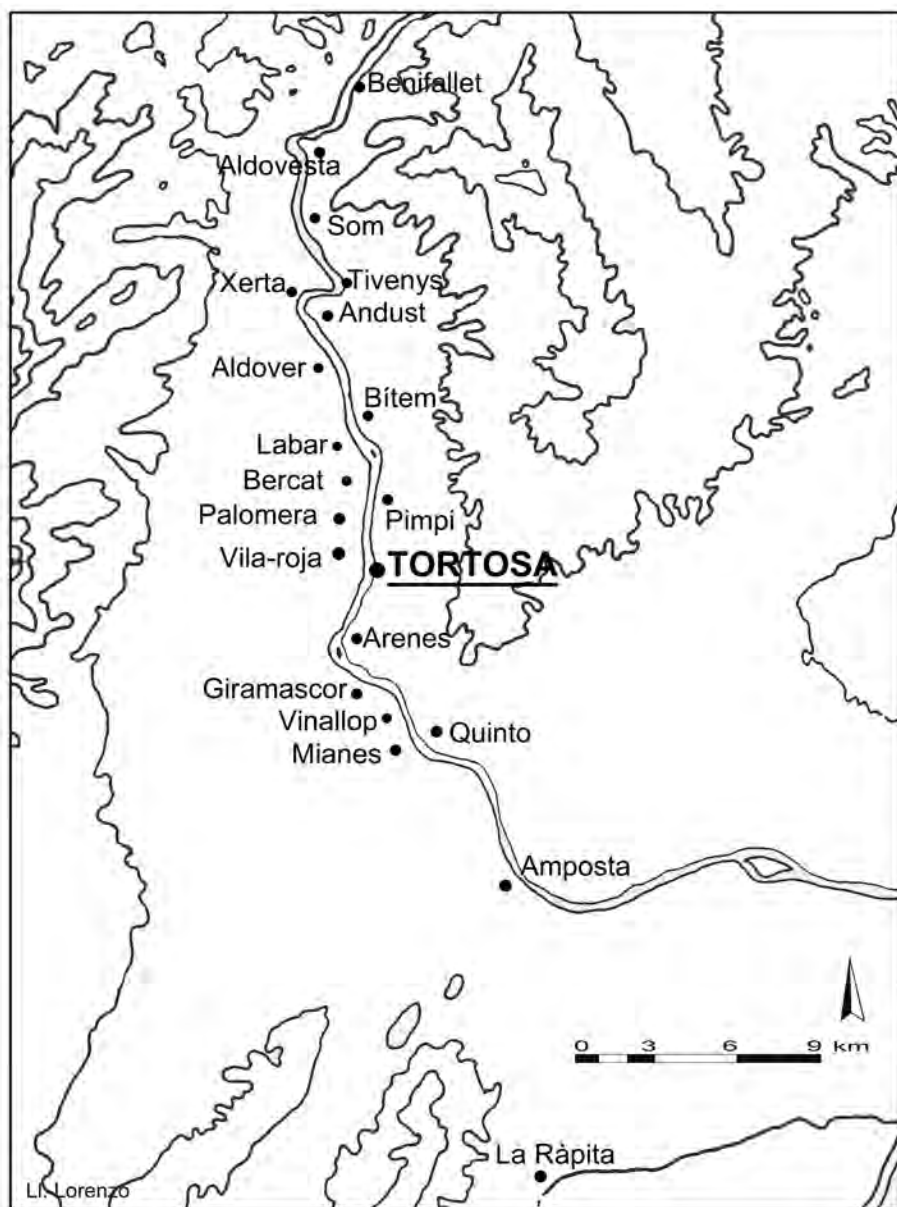 Benifallet
Aldovesta
Som
Xerta
Tivenys
Andust
Aldover
Bítem
Labar
Bercat
Palomera
Pimpi
Vila-roja
TORTOSA
Arenes
Giramascor
Vinallop
Quinto
Mianes
Amposta
0 3 6 9 km
La Ràpita
Ll. Lorenzo